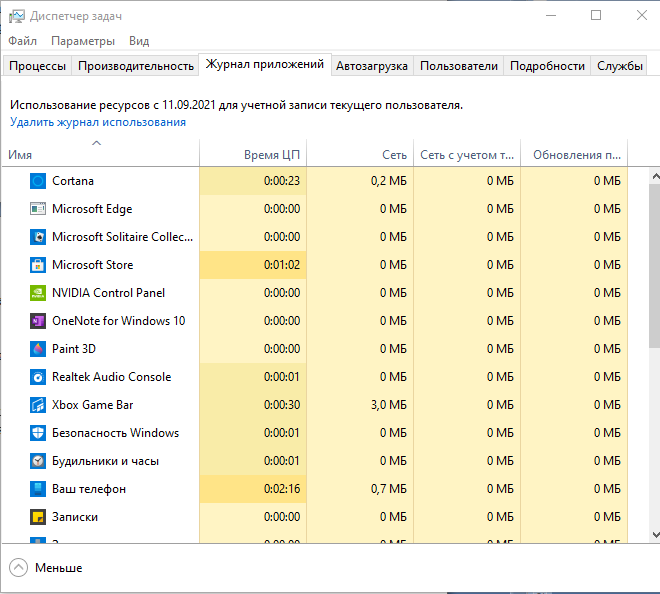 Диспетчер задач
Файл Параметры Вид
Процессы Производительность Журнал приложений Автозагрузка Пользователи Подробности Службы
Использование ресурсов с 11.09.2021 для учетной записи текущего пользователя.
Удалить журнал использования
Имя Время ЦП Сеть Сеть с учетом т... Обновления п...
Cortana 0:00:23 0,2 МБ 0 МБ 0 МБ
Microsoft Edge 0:00:00 0 МБ 0 МБ 0 МБ
Microsoft Solitaire Collec... 0:00:00 0 МБ 0 МБ 0 МБ
Microsoft Store 0:01:02 0 МБ 0 МБ 0 МБ
NVIDIA Control Panel 0:00:00 0 МБ 0 МБ 0 МБ
OneNote for Windows 10 0:00:00 0 МБ 0 МБ 0 МБ
Paint 3D 0:00:00 0 МБ 0 МБ 0 МБ
Realtek Audio Console 0:00:01 0 МБ 0 МБ 0 МБ
Xbox Game Bar 0:00:30 3,0 МБ 0 МБ 0 МБ
Безопасность Windows 0:00:01 0 МБ 0 МБ 0 МБ
Будильники и часы 0:00:01 0 МБ 0 МБ 0 МБ
Ваш телефон 0:02:16 0,7 МБ 0 МБ 0 МБ
Записки 0:00:00 0 МБ 0 МБ 0 МБ
Меньше